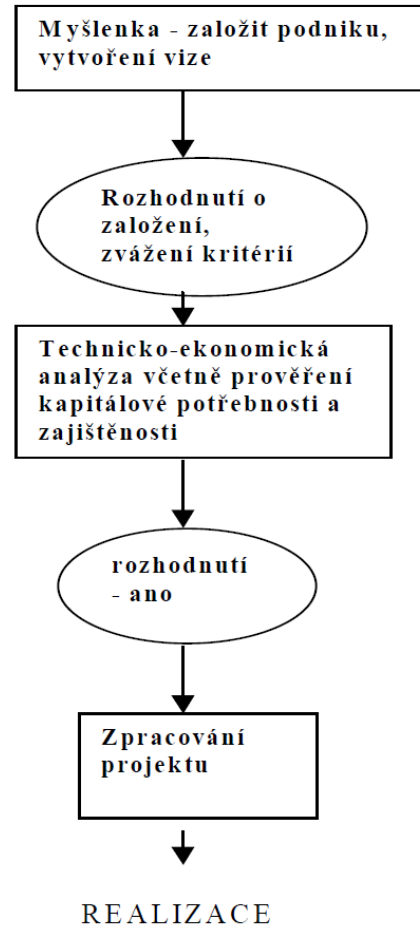 Myšlenka - založit podniku,
vytvoření vize
Rozhodnutí o
založení,
zvážení kritérií
Technicko-ekonomická
analýza včetně prověření
kapitálové potřebnosti a
zajištěnosti
rozhodnutí
- ano
Zpracování
projektu
REALIZACE